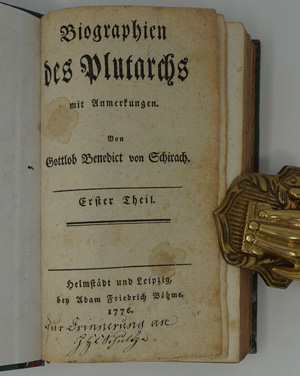 Biographien
des Plutarchs
mit Anmerkungen.
Von
Gottlob Benedict von Schirach.
Erster Theil.
Helmstädt und Leipzig,
bey Adam Friedrich Böhme.
1776.
Zur Erinnerung an